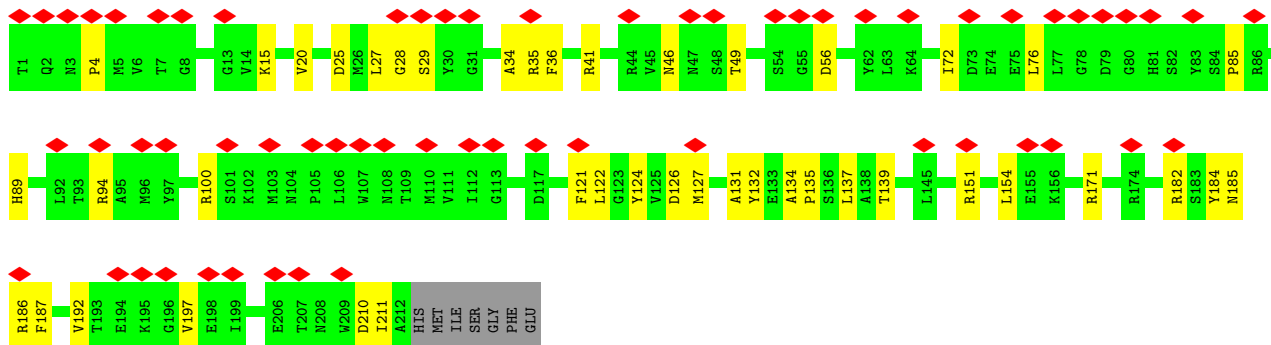 T1 Q2 N3 P4 M5 V6 T7 G8 G13 V14 K15 V20 D25 M26 L27 G28 S29 Y30 G31 A34 R35 F36 R41 R44 V45 N46 N47 S48 T49 S54 G55 D56 Y62 L63 K64 I72 D73 E74 E75 L76 L77 G78 D79 G80 H81 S82 Y83 S84 P85 R86
H89 L92 T93 R94 A95 M96 Y97 R100 S101 K102 M103 N104 P105 L106 W107 N108 T109 M110 V111 I112 G113 D117 F121 L122 G123 Y124 V125 D126 M127 A131 Y132 E133 A134 P135 S136 L137 A138 T139 L145 R151 L154 E155 K156 R171 R174 R182 S183 Y184 N185
R186 F187 V192 T193 E194 K195 G196 V197 E198 I199 E206 T207 N208 W209 D210 I211 A212 HIS MET ILE SER GLY PHE GLU